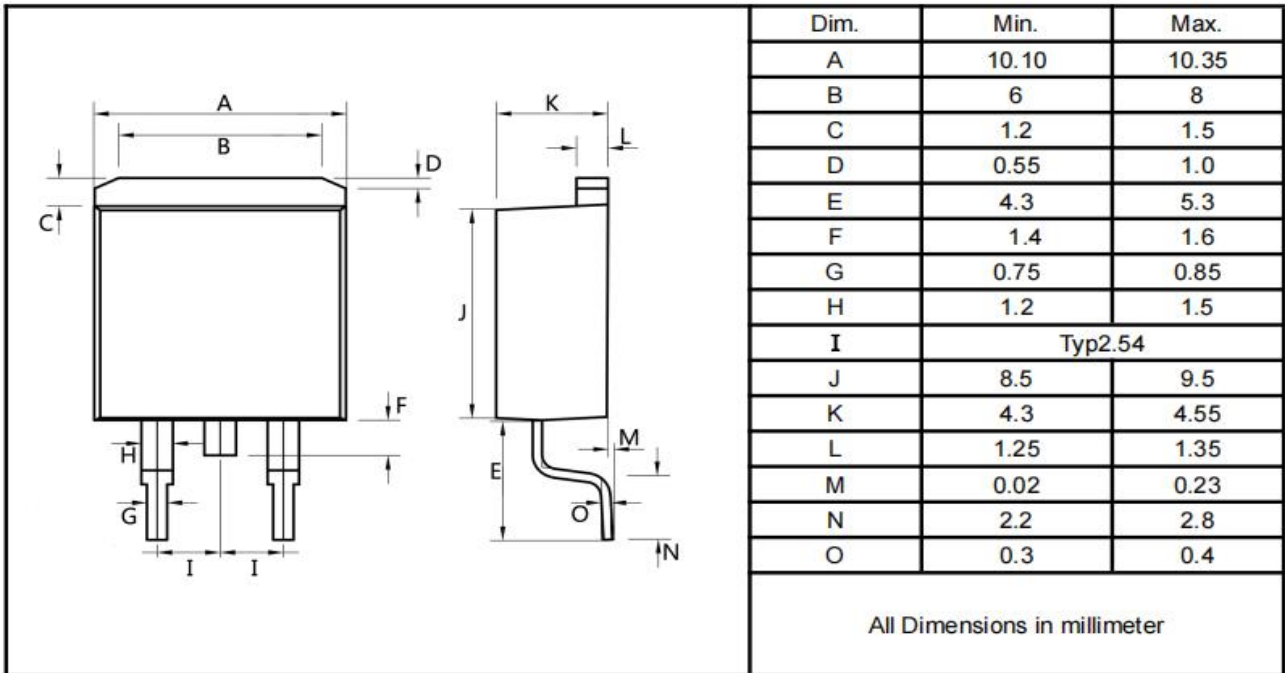 A
B
C
D
K
L
J
F
H
G
E
M
O
N
I I
Dim. Min. Max.
A 10.10 10.35
B 6 8
C 1.2 1.5
D 0.55 1.0
E 4.3 5.3
F 1.4 1.6
G 0.75 0.85
H 1.2 1.5
I Typ2.54
J 8.5 9.5
K 4.3 4.55
L 1.25 1.35
M 0.02 0.23
N 2.2 2.8
O 0.3 0.4
All Dimensions in millimeter